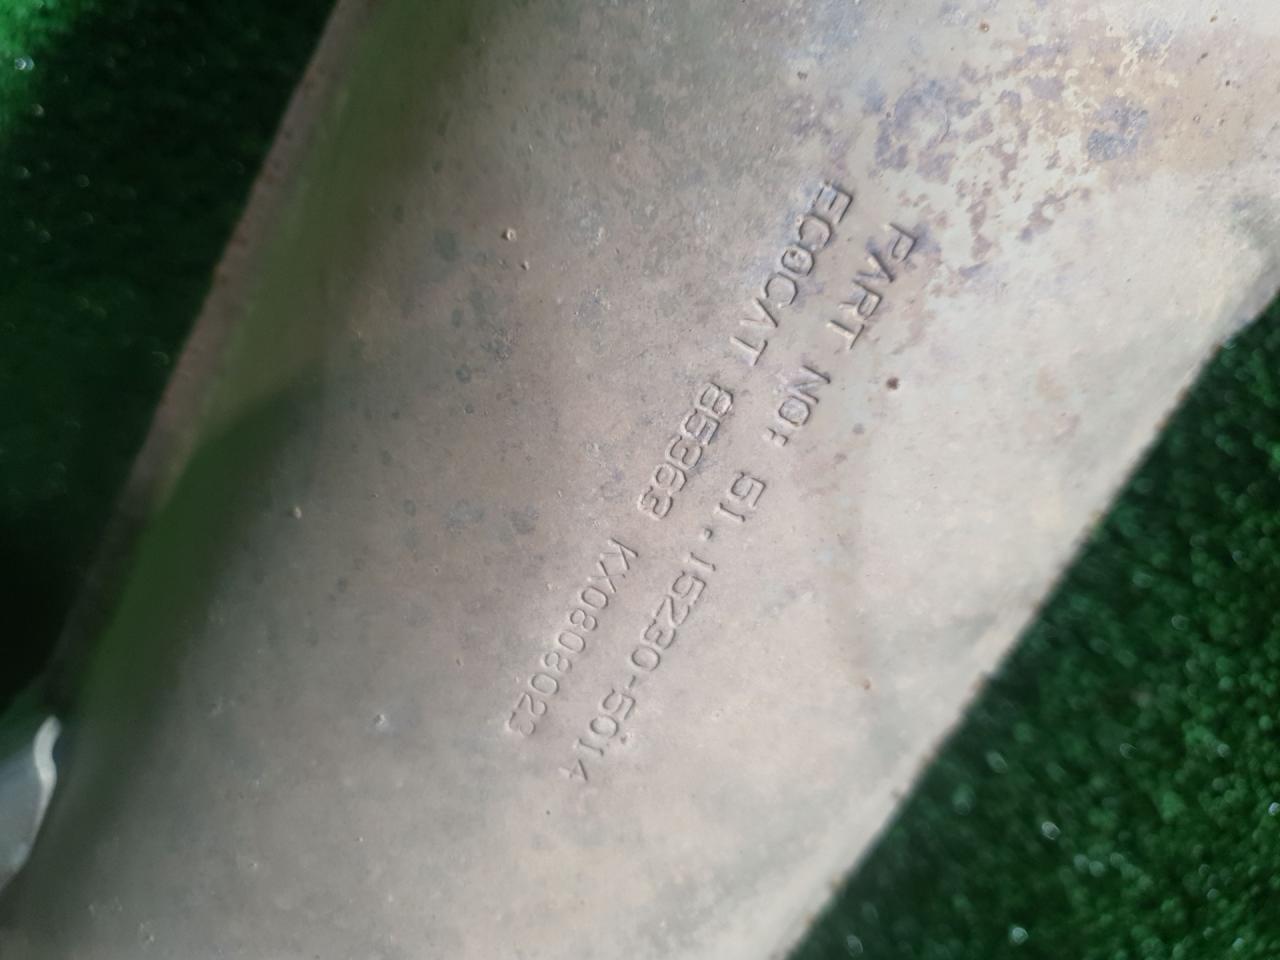 PART NO: 51.15230-5014
ECOCAT 85363 KX0808023